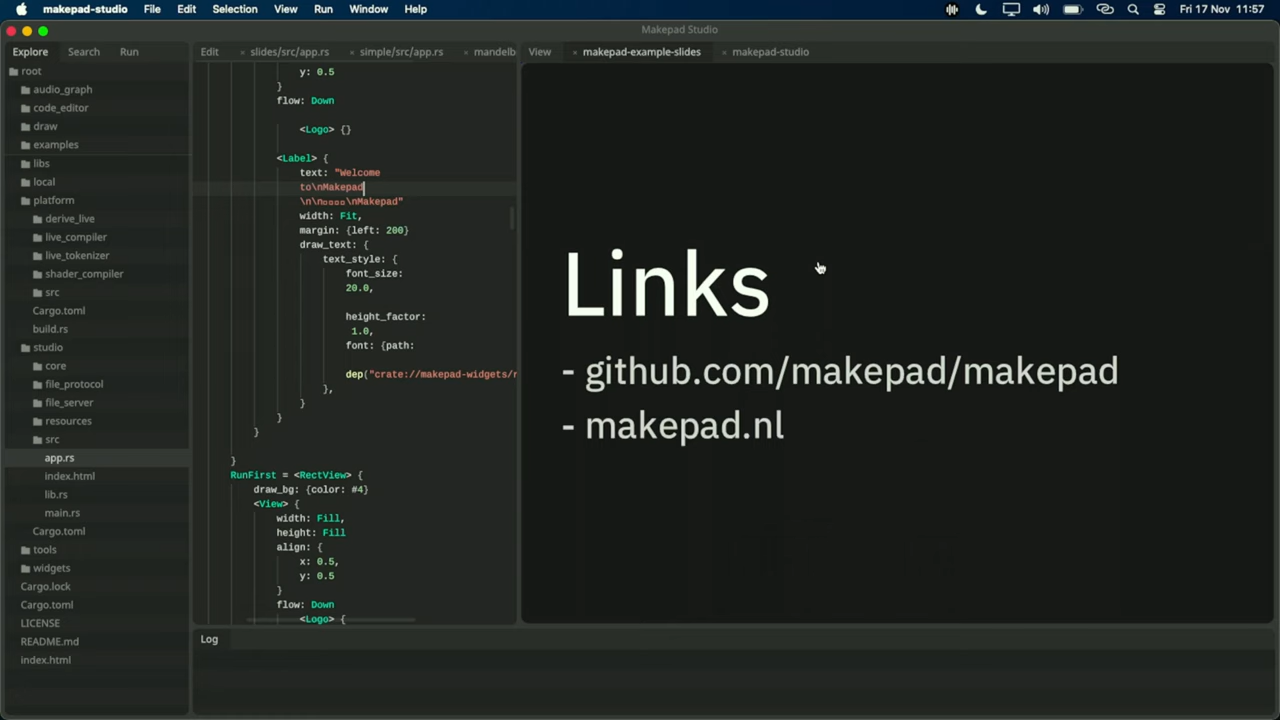 makepad-studio File Edit Selection View Run Window Help Fri 17 Nov 11:57
Makepad Studio
Explore Search Run
root
audio_graph
code_editor
draw
examples
libs
local
platform
derive_live
live_compiler
live_tokenizer
shader_compiler
src
Cargo.toml
build.rs
studio
core
file_protocol
file_server
resources
src
app.rs
index.html
lib.rs
main.rs
Cargo.toml
tools
widgets
Cargo.lock
Cargo.toml
LICENSE
README.md
index.html
Edit × slides/src/app.rs × simple/src/app.rs × mandelb
y: 0.5
}
flow: Down
<Logo> {}
<Label> {
text: "Welcome
to\nMakepad
\n\n▫▫▫▫\nMakepad"
width: Fit,
margin: {left: 200}
draw_text: {
text_style: {
font_size:
20.0,
height_factor:
1.0,
font: {path:
dep("crate://makepad-widgets/r
},
}
}
}
}
RunFirst = <RectView> {
draw_bg: {color: #4}
<View> {
width: Fill,
height: Fill
align: {
x: 0.5,
y: 0.5
}
flow: Down
<Logo> {
View × makepad-example-slides × makepad-studio
Links
- github.com/makepad/makepad
- makepad.nl
Log